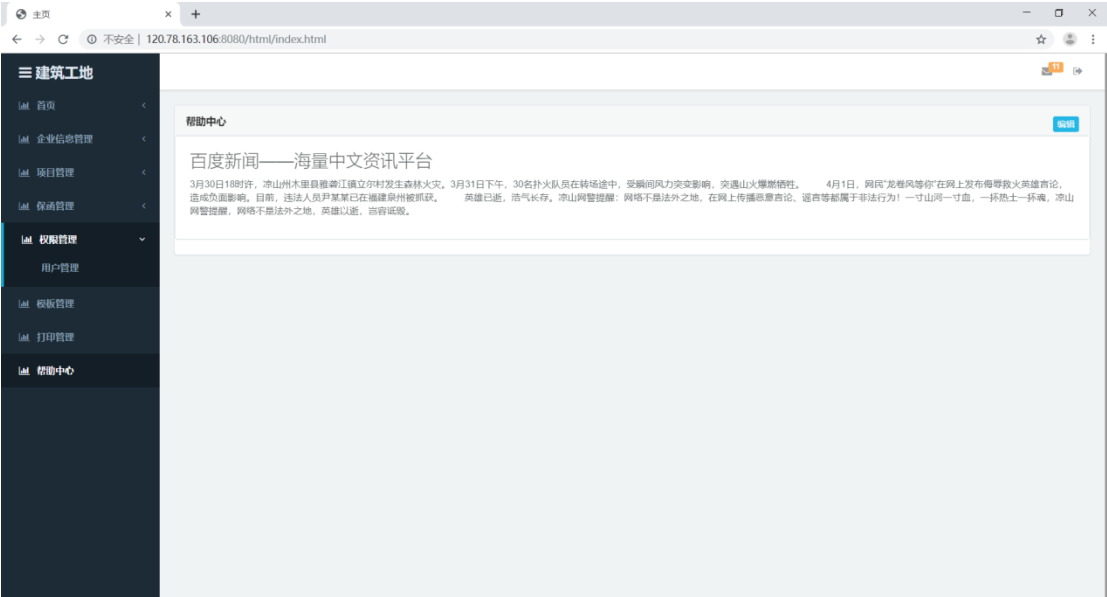 主页
不安全 | 120.78.163.106:8080/html/index.html
建筑工地
11
首页
企业信息管理
项目管理
保函管理
权限管理
用户管理
模板管理
打印管理
帮助中心
帮助中心
编辑
百度新闻——海量中文资讯平台
3月30日18时许，凉山州木里县雅砻江镇立尔村发生森林火灾。3月31日下午，30名扑火队员在转场途中，受瞬间风力突变影响，突遇山火爆燃牺牲。 4月1日，网民"龙卷风等你"在网上发布侮辱救火英雄言论，
造成负面影响。目前，违法人员尹某某已在福建泉州被抓获。 英雄已逝，浩气长存。凉山网警提醒：网络不是法外之地，在网上传播恶意言论、谣言等都属于非法行为！一寸山河一寸血，一抔热土一抔魂，凉山
网警提醒，网络不是法外之地，英雄以逝，岂容诋毁。